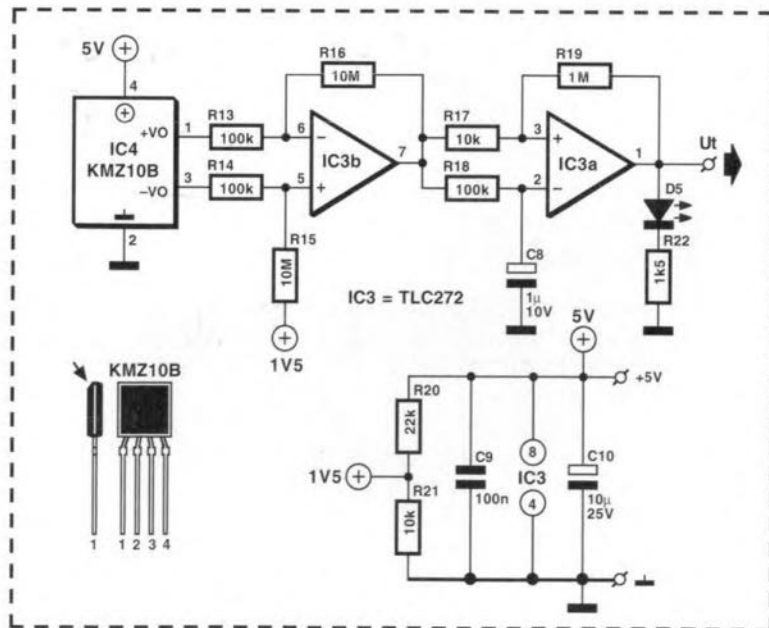 5V
4
+
IC4
KMZ10B
+VO
−VO
1
3
2
R13
100k
R14
100k
R15
10M
+
1V5
R16
10M
6
−
5
+
IC3b
7
R17
10k
R18
100k
R19
1M
3
+
2
−
IC3a
1
Ut
D5
R22
1k5
C8
1µ
10V
IC3 = TLC272
KMZ10B
1
1 2 3 4
5V
+
+5V
R20
22k
1V5
+
R21
10k
C9
100n
8
IC3
4
C10
10µ
25V